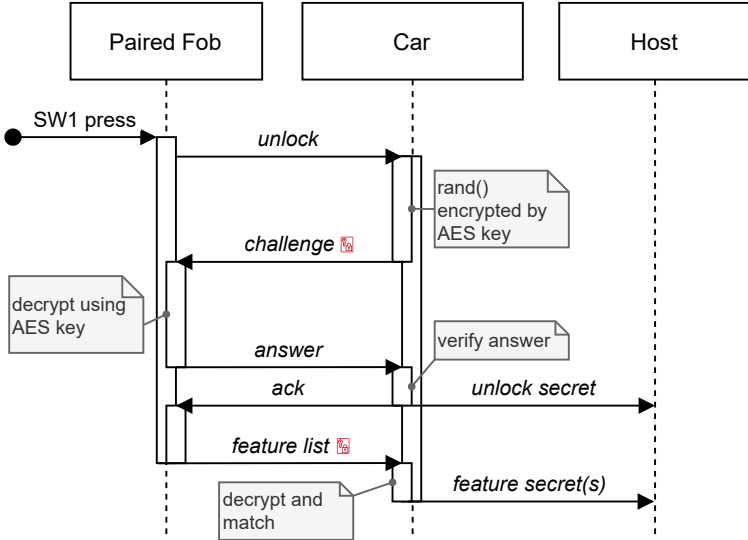 Paired Fob
Car
Host
SW1 press
unlock
rand()
encrypted by
AES key
challenge
decrypt using
AES key
answer
verify answer
ack
unlock secret
feature list
decrypt and
match
feature secret(s)